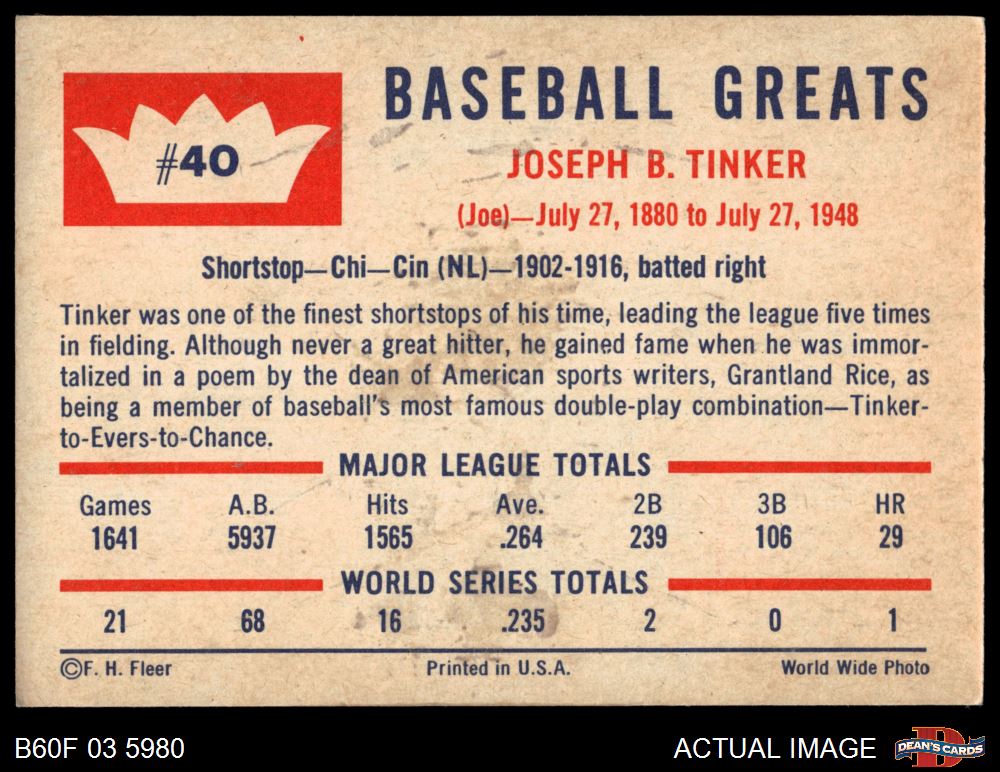 #40
BASEBALL GREATS
JOSEPH B. TINKER
(Joe)—July 27, 1880 to July 27, 1948
Shortstop—Chi—Cin (NL)—1902-1916, batted right
Tinker was one of the finest shortstops of his time, leading the league five times
in fielding. Although never a great hitter, he gained fame when he was immor-
talized in a poem by the dean of American sports writers, Grantland Rice, as
being a member of baseball's most famous double-play combination—Tinker-
to-Evers-to-Chance.
MAJOR LEAGUE TOTALS
Games A.B. Hits Ave. 2B 3B HR
1641 5937 1565 .264 239 106 29
WORLD SERIES TOTALS
21 68 16 .235 2 0 1
©F. H. Fleer Printed in U.S.A. World Wide Photo
B60F 03 5980 ACTUAL IMAGE DEAN'S CARDS